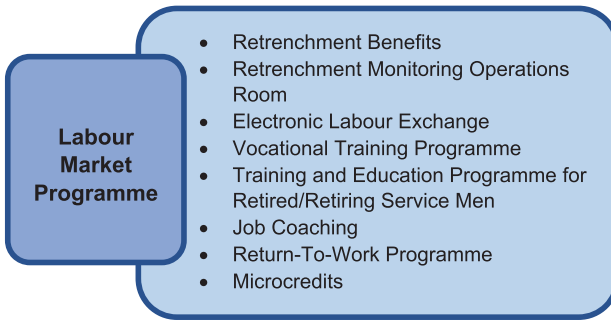 Labour
Market
Programme
• Retrenchment Benefits
• Retrenchment Monitoring Operations
Room
• Electronic Labour Exchange
• Vocational Training Programme
• Training and Education Programme for
Retired/Retiring Service Men
• Job Coaching
• Return-To-Work Programme
• Microcredits